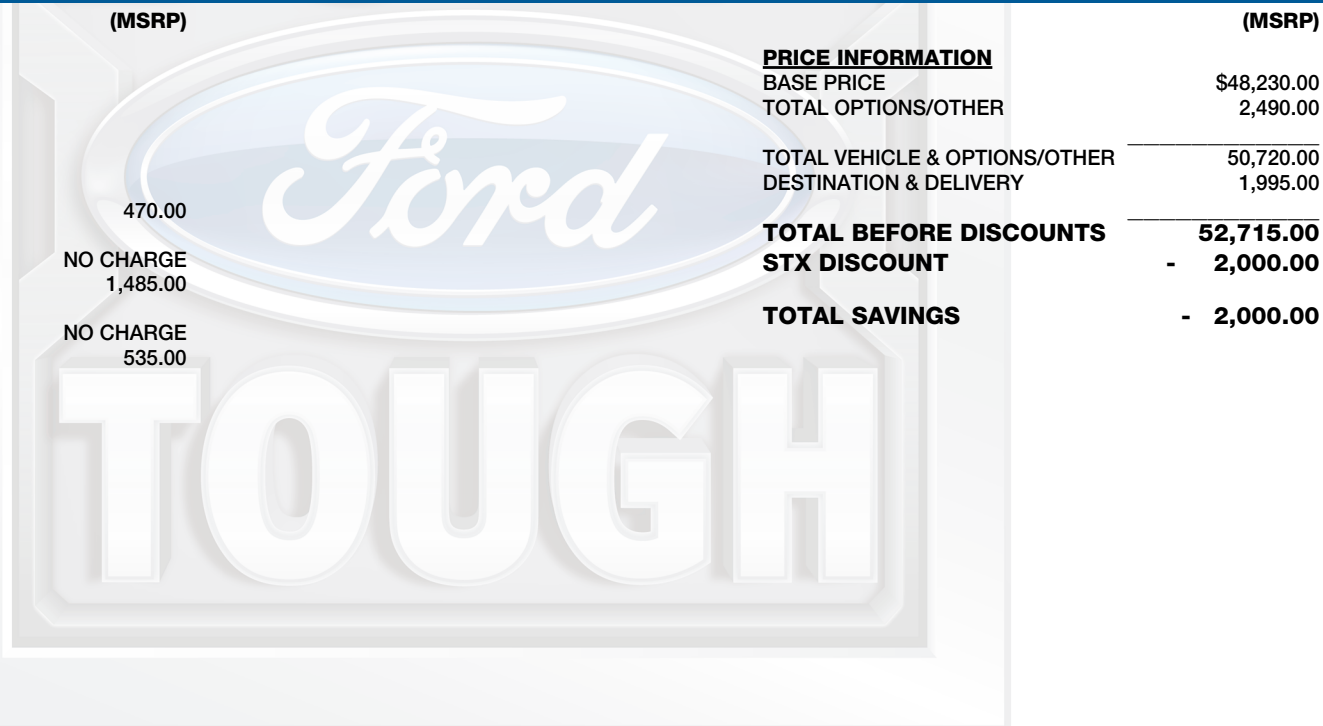 (MSRP)
470.00
NO CHARGE
1,485.00
NO CHARGE
535.00
Ford
TOUGH
(MSRP)
PRICE INFORMATION
BASE PRICE $48,230.00
TOTAL OPTIONS/OTHER 2,490.00
TOTAL VEHICLE & OPTIONS/OTHER 50,720.00
DESTINATION & DELIVERY 1,995.00
TOTAL BEFORE DISCOUNTS 52,715.00
STX DISCOUNT - 2,000.00
TOTAL SAVINGS - 2,000.00